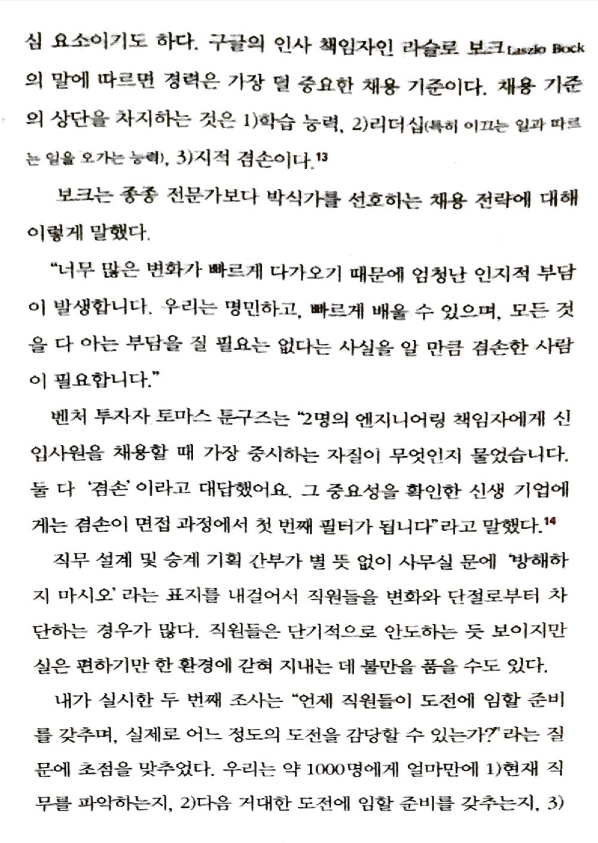 심 요소이기도 하다. 구글의 인사 책임자인 라슬로 보크Laszlo Bock
의 말에 따르면 경력은 가장 덜 중요한 채용 기준이다. 채용 기준
의 상단을 차지하는 것은 1)학습 능력, 2)리더십(특히 이끄는 일과 따르
는 일을 오가는 능력), 3)지적 겸손이다.13
보크는 종종 전문가보다 박식가를 선호하는 채용 전략에 대해
이렇게 말했다.
“너무 많은 변화가 빠르게 다가오기 때문에 엄청난 인지적 부담
이 발생합니다. 우리는 명민하고, 빠르게 배울 수 있으며, 모든 것
을 다 아는 부담을 질 필요는 없다는 사실을 알 만큼 겸손한 사람
이 필요합니다.”
벤처 투자자 토마스 툰구즈는 “2명의 엔지니어링 책임자에게 신
입사원을 채용할 때 가장 중시하는 자질이 무엇인지 물었습니다.
둘 다 ‘겸손’이라고 대답했어요. 그 중요성을 확인한 신생 기업에
게는 겸손이 면접 과정에서 첫 번째 필터가 됩니다”라고 말했다.14
직무 설계 및 승계 기획 간부가 별 뜻 없이 사무실 문에 ‘방해하
지 마시오’라는 표지를 내걸어서 직원들을 변화와 단절로부터 차
단하는 경우가 많다. 직원들은 단기적으로 안도하는 듯 보이지만
실은 편하기만 한 환경에 갇혀 지내는 데 불만을 품을 수도 있다.
내가 실시한 두 번째 조사는 “언제 직원들이 도전에 임할 준비
를 갖추며, 실제로 어느 정도의 도전을 감당할 수 있는가?”라는 질
문에 초점을 맞추었다. 우리는 약 1000명에게 얼마만에 1)현재 직
무를 파악하는지, 2)다음 거대한 도전에 임할 준비를 갖추는지, 3)